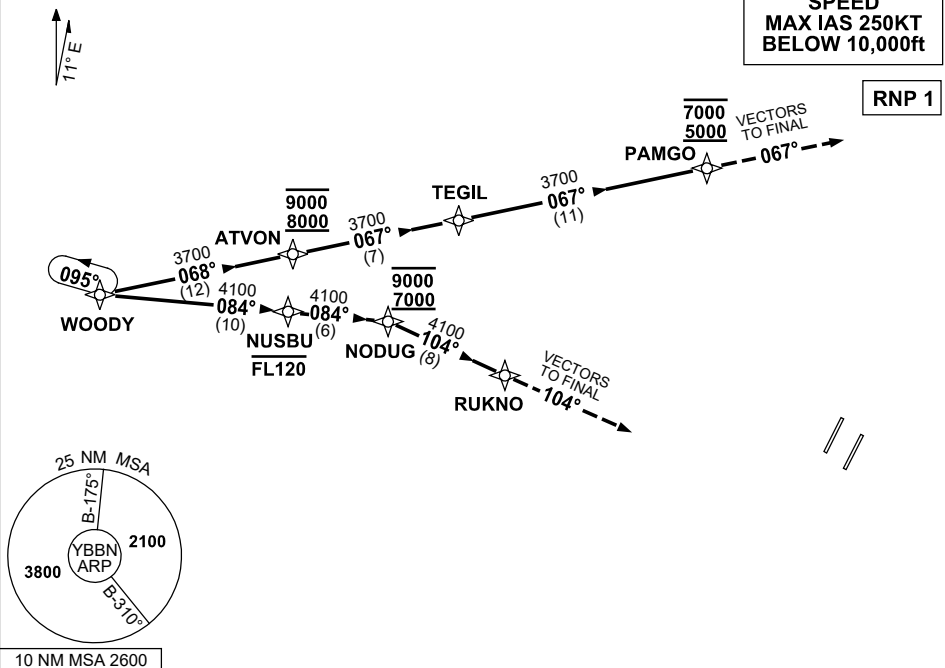 SPEED
MAX IAS 250KT
BELOW 10,000ft
RNP 1
11° E
7000
5000
VECTORS
TO FINAL
067°
PAMGO
3700
067°
(11)
TEGIL
9000
8000
ATVON
3700
067°
(7)
3700
068°
(12)
095°
WOODY
4100
084°
(10)
NUSBU
FL120
4100
084°
(6)
9000
7000
NODUG
4100
104°
(8)
RUKNO
VECTORS
TO FINAL
104°
25 NM MSA
B-175°
YBBN
ARP
2100
3800
B-310°
10 NM MSA 2600